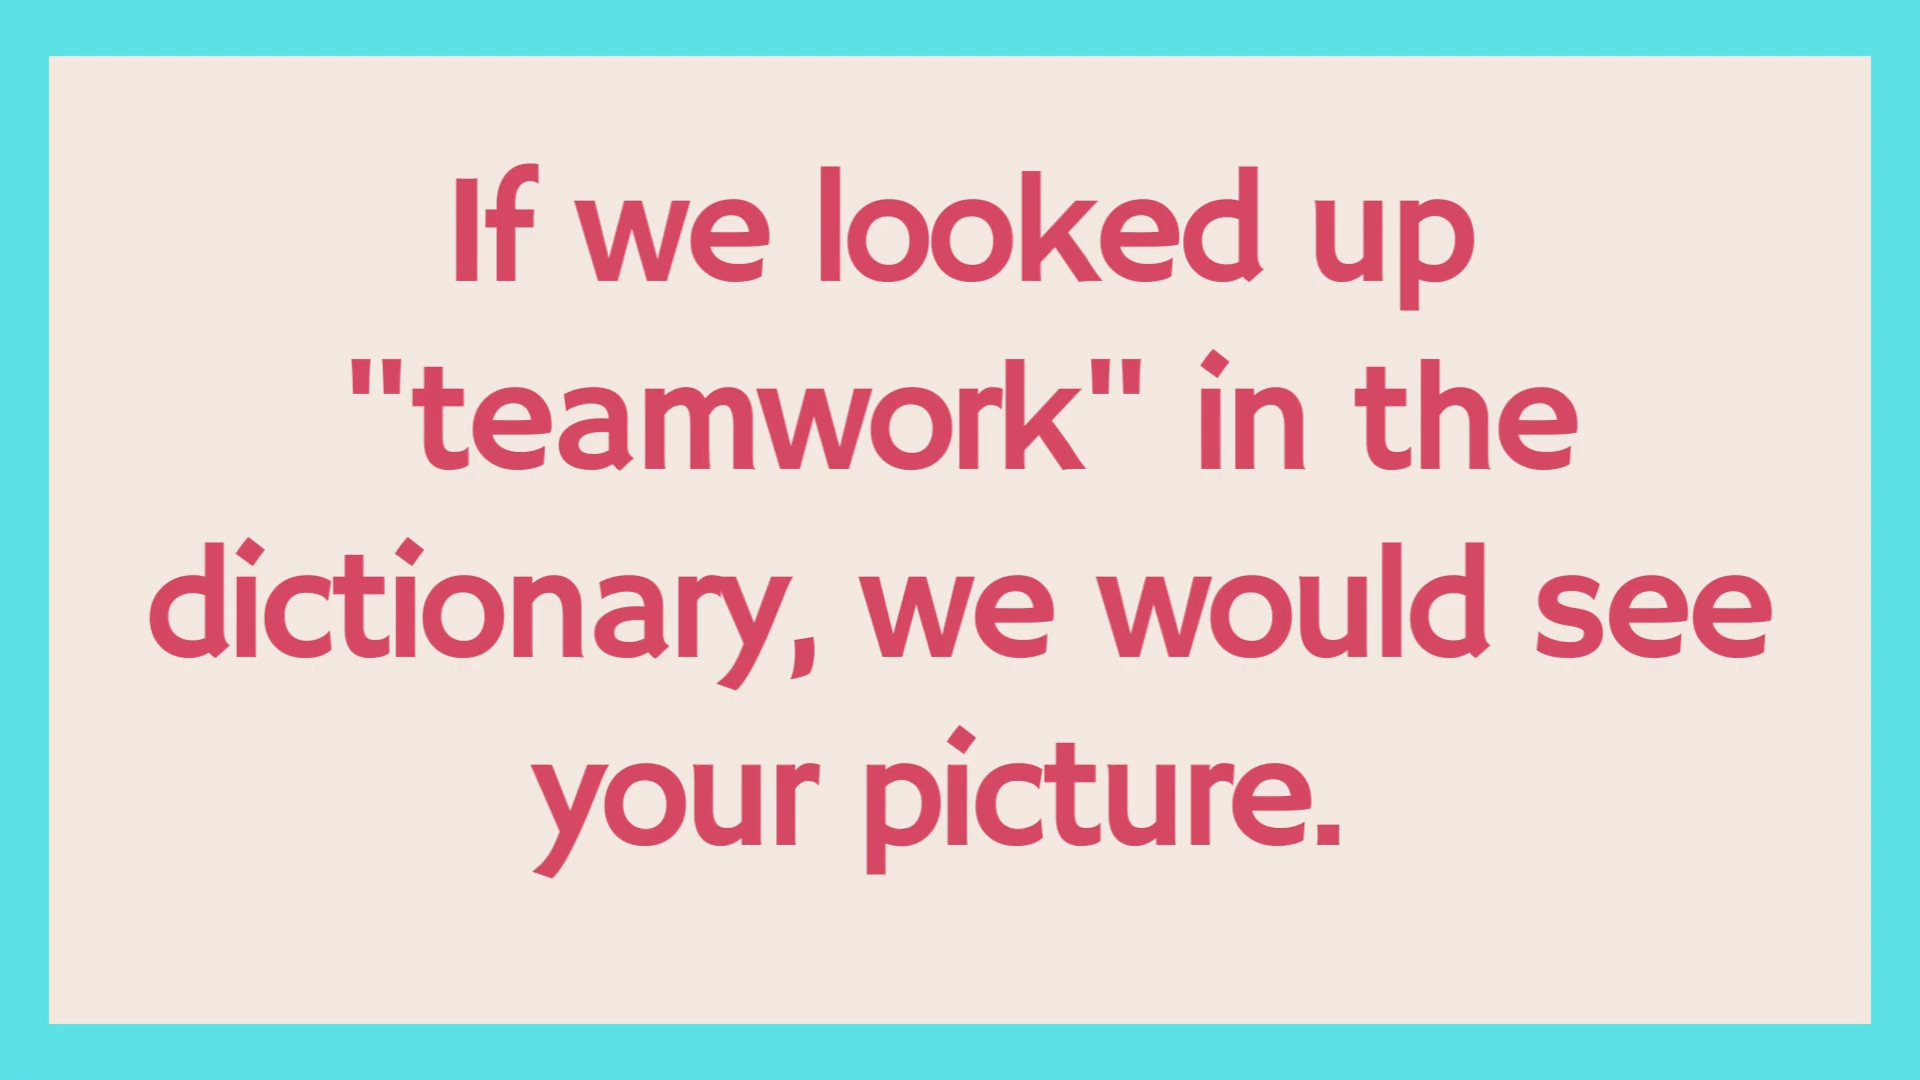 If we looked up
"teamwork" in the
dictionary, we would see
your picture.